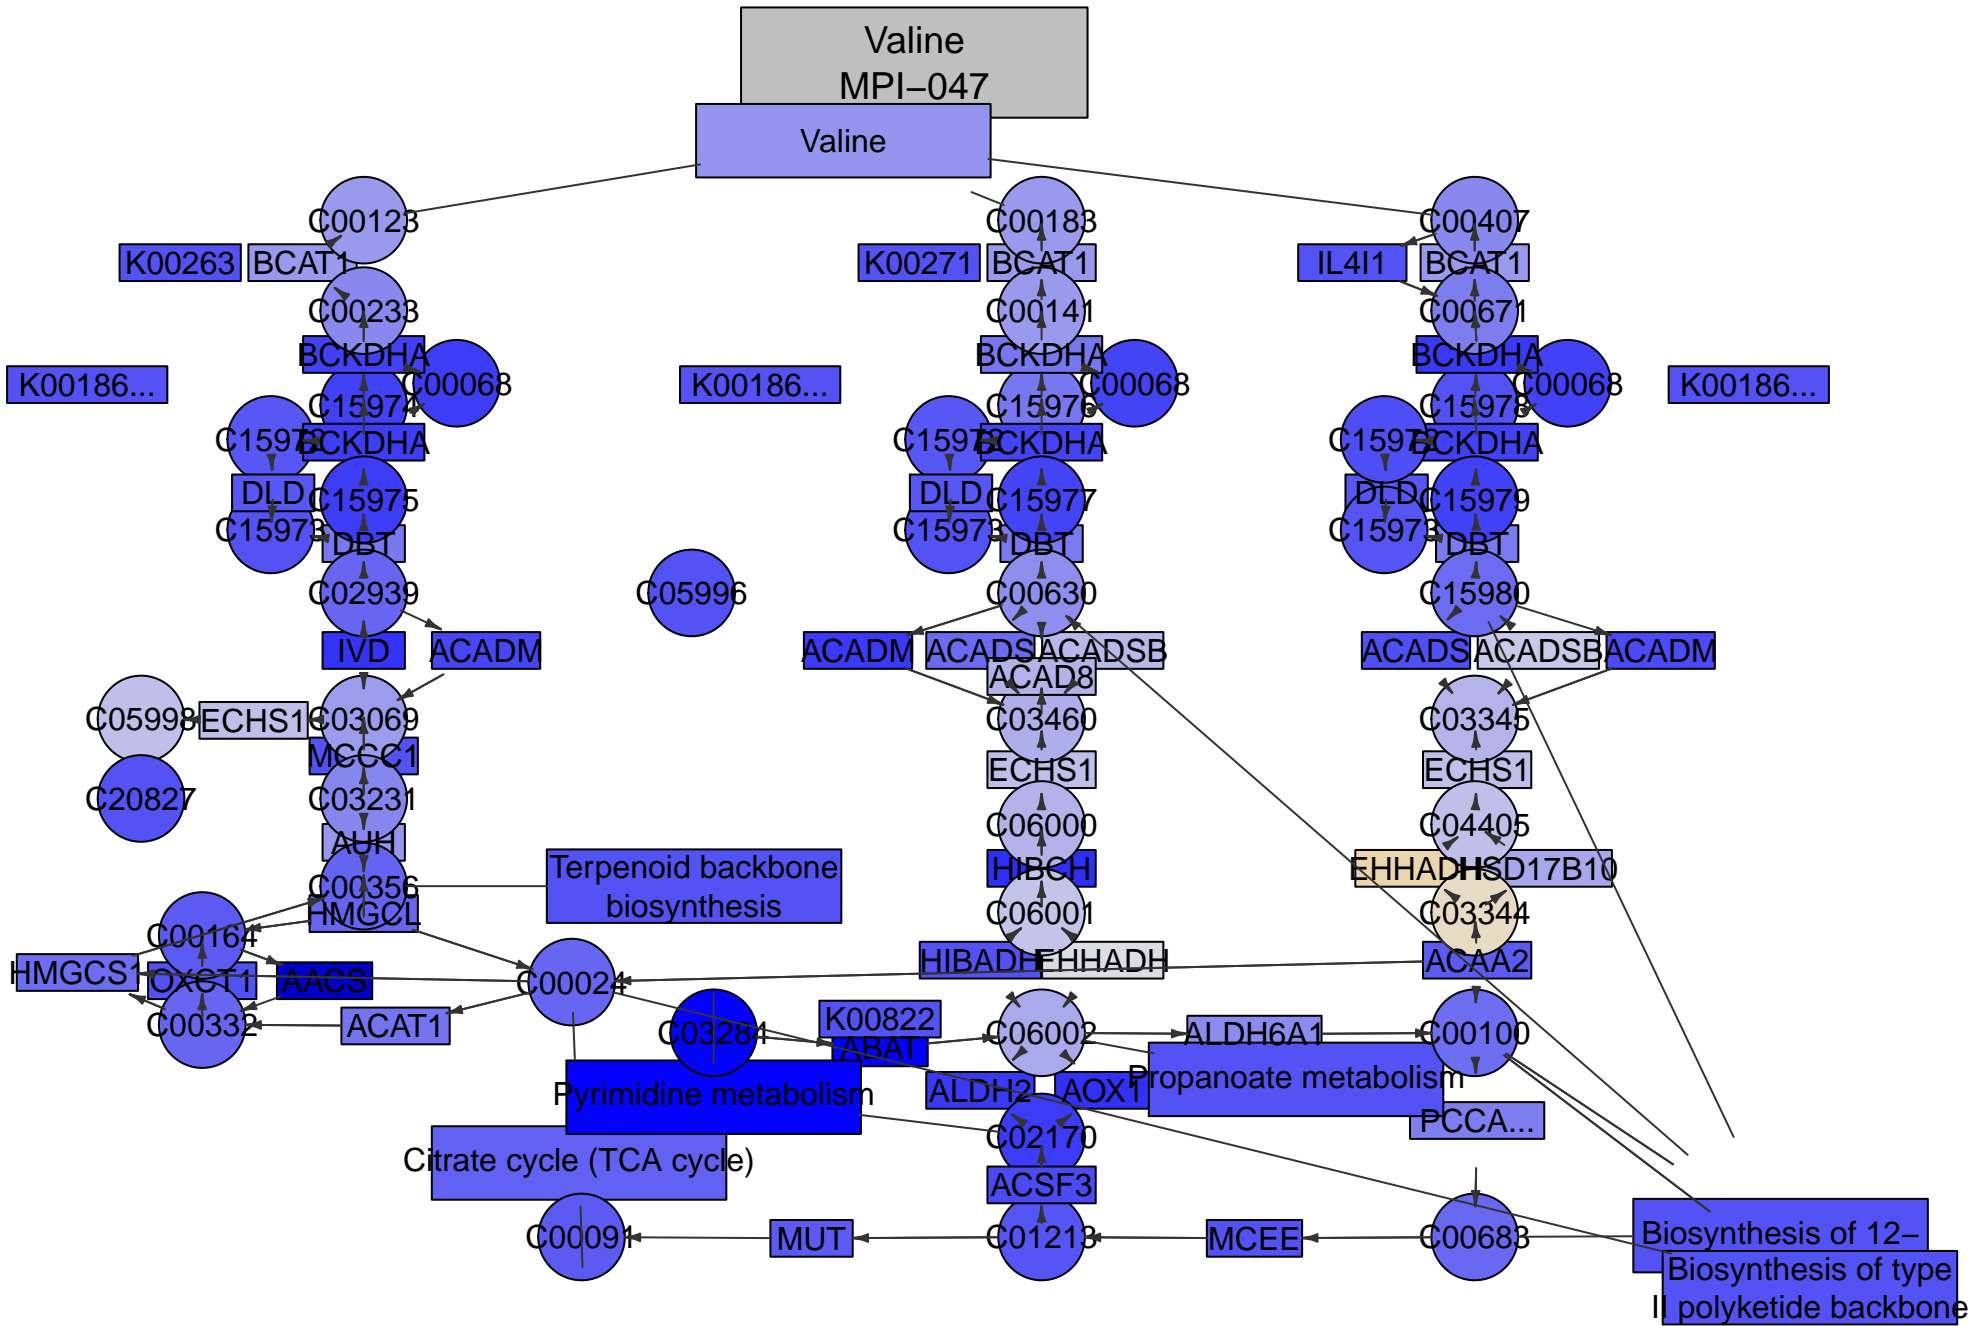 Valine
MPI−047
Valine
C00123
C00183
C00407
K00263
BCAT1
K00271
BCAT1
IL4I1
BCAT1
C00233
C00141
C00671
BCKDHA
BCKDHA
BCKDHA
K00186...
C00068
K00186...
C00068
C00068
K00186...
C15974
C15976
C15978
C15972
BCKDHA
C15972
BCKDHA
C15972
BCKDHA
DLD
C15975
DLD
C15977
DLD
C15979
C15973
DBT
C15973
DBT
C15973
DBT
C02939
C05996
C00630
C15980
IVD
ACADM
ACADM
ACADS
ACADSB
ACADS
ACADSB
ACADM
ACAD8
C05998
ECHS1
C03069
C03460
C03345
MCCC1
ECHS1
ECHS1
C20827
C03231
C06000
C04405
AUH
Terpenoid backbone
biosynthesis
HIBCH
EHHADH
HSD17B10
C00356
HMGCL
C06001
C03344
C00164
HMGCS1
OXCT1
AACS
C00024
HIBADH
EHHADH
ACAA2
C00332
ACAT1
C03284
K00822
ABAT
C06002
ALDH6A1
C00100
Pyrimidine metabolism
ALDH2
AOX1
Propanoate metabolism
PCCA...
C02170
Citrate cycle (TCA cycle)
ACSF3
C00091
MUT
C01213
MCEE
C00683
Biosynthesis of 12−
Biosynthesis of type
II polyketide backbone